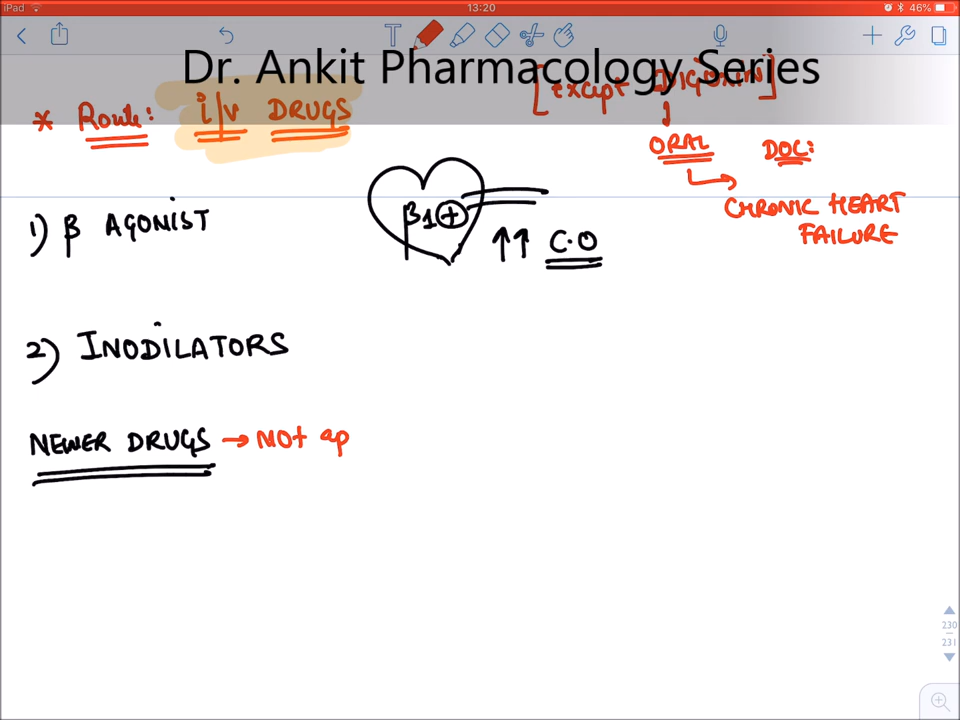 iPad 13:20 46%
T
Dr. Ankit Pharmacology Series
[except DIGOXIN]
* Route: i/v DRUGS
ORAL DOC:
CHRONIC HEART
FAILURE
1) β AGONIST
β1 +
↑↑ C.O
2) INODILATORS
NEWER DRUGS → NOt ap
230
231